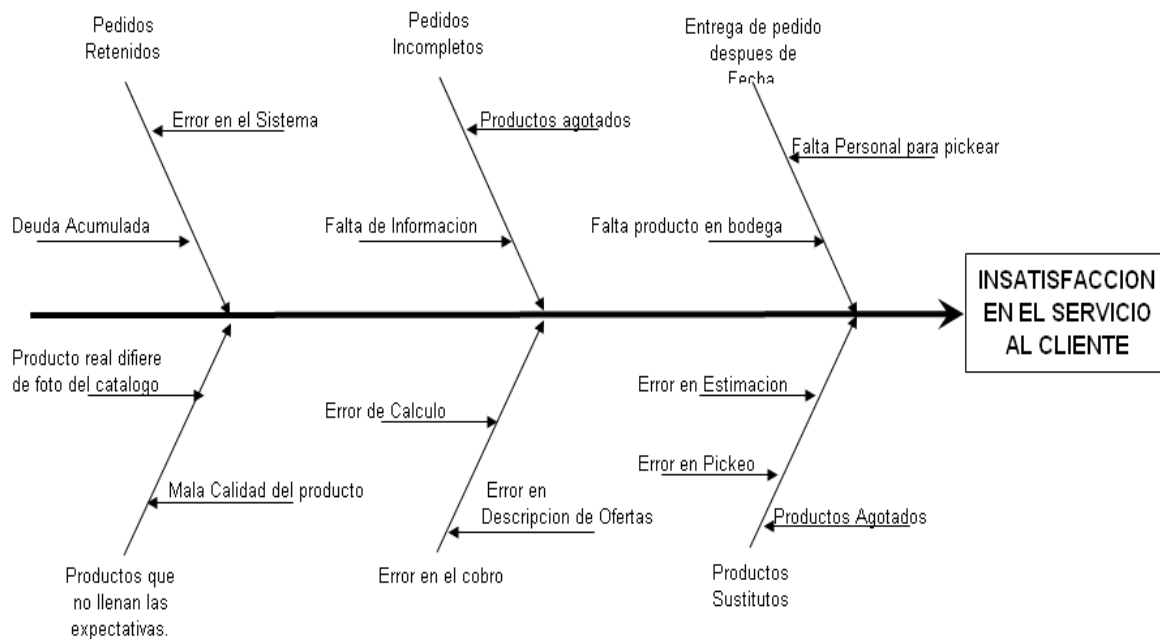 Pedidos
Retenidos
Pedidos
Incompletos
Entrega de pedido
despues de
Fecha
Error en el Sistema
Productos agotados
Falta Personal para pickear
Deuda Acumulada
Falta de Informacion
Falta producto en bodega
INSATISFACCION
EN EL SERVICIO
AL CLIENTE
Producto real difiere
de foto del catalogo
Error en Estimacion
Error de Calculo
Error en Pickeo
Mala Calidad del producto
Error en
Descripcion de Ofertas
Productos Agotados
Productos que
no llenan las
expectativas.
Error en el cobro
Productos
Sustitutos